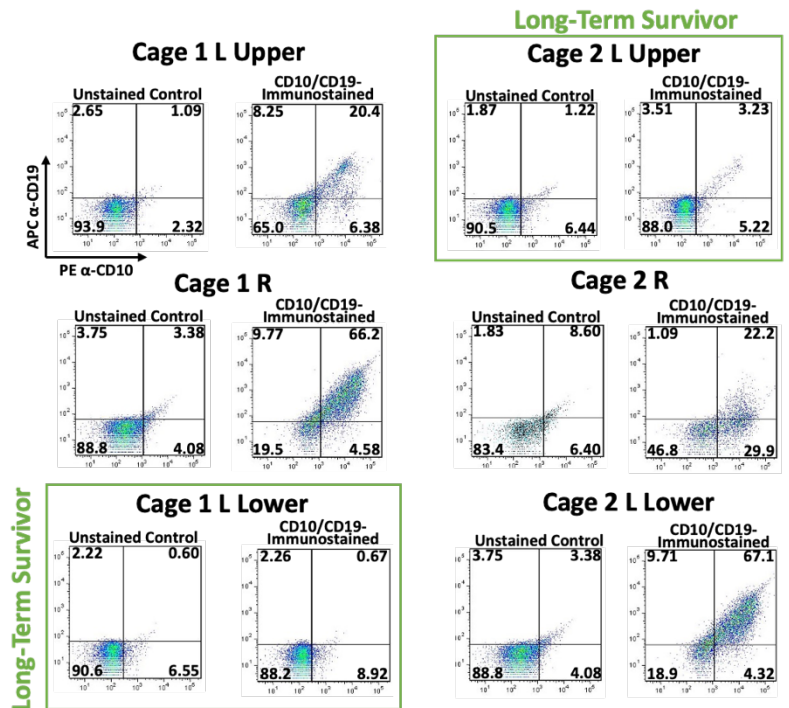 Long-Term Survivor
Cage 1 L Upper
Cage 2 L Upper
Unstained Control
CD10/CD19-
Immunostained
Unstained Control
CD10/CD19-
Immunostained
2.65 1.09
8.25 20.4
1.87 1.22
3.51 3.23
93.9 2.32
65.0 6.38
90.5 6.44
88.0 5.22
APC α-CD19
PE α-CD10
Cage 1 R
Cage 2 R
Unstained Control
CD10/CD19-
Immunostained
Unstained Control
CD10/CD19-
Immunostained
3.75 3.38
9.77 66.2
1.83 8.60
1.09 22.2
88.8 4.08
19.5 4.58
83.4 6.40
46.8 29.9
Long-Term Survivor
Cage 1 L Lower
Cage 2 L Lower
Unstained Control
CD10/CD19-
Immunostained
Unstained Control
CD10/CD19-
Immunostained
2.22 0.60
2.26 0.67
3.75 3.38
9.71 67.1
90.6 6.55
88.2 8.92
88.8 4.08
18.9 4.32